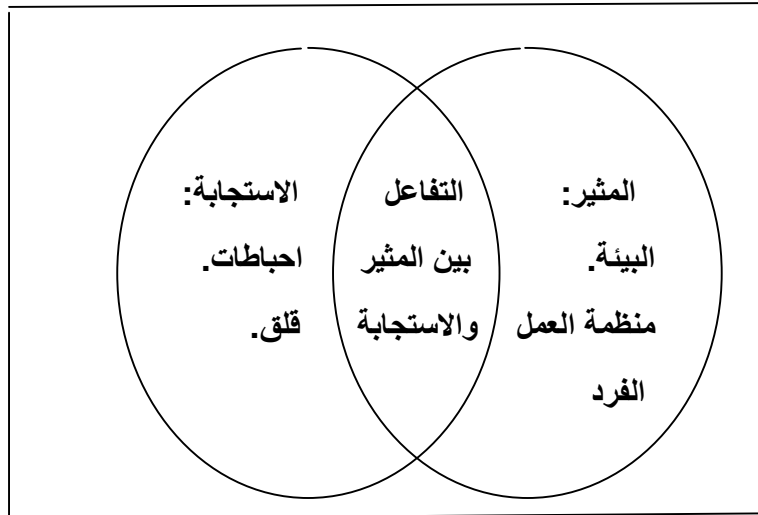 المثير:
البيئة.
منظمة العمل
الفرد
التفاعل
بين المثير
والاستجابة
الاستجابة:
احباطات.
قلق.